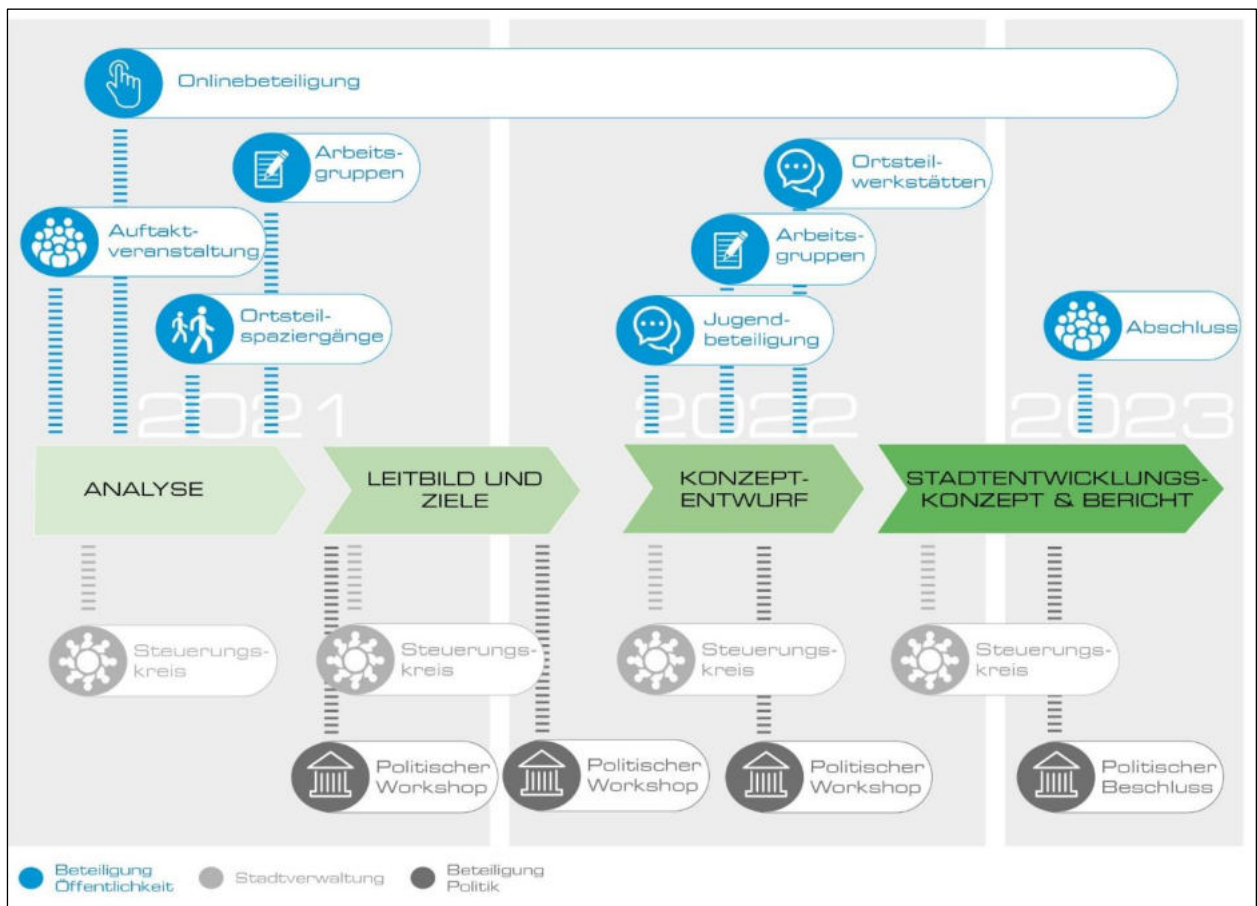 Onlinebeteiligung
Arbeits-
gruppen
Ortsteil-
werkstätten
Auftakt-
veranstaltung
Arbeits-
gruppen
Ortsteil-
spaziergänge
Jugend-
beteiligung
Abschluss
2021
2022
2023
ANALYSE
LEITBILD UND
ZIELE
KONZEPT-
ENTWURF
STADTENTWICKLUNGS-
KONZEPT & BERICHT
Steuerungs-
kreis
Steuerungs-
kreis
Steuerungs-
kreis
Steuerungs-
kreis
Politischer
Workshop
Politischer
Workshop
Politischer
Workshop
Politischer
Beschluss
Beteiligung
Öffentlichkeit
Stadtverwaltung
Beteiligung
Politik